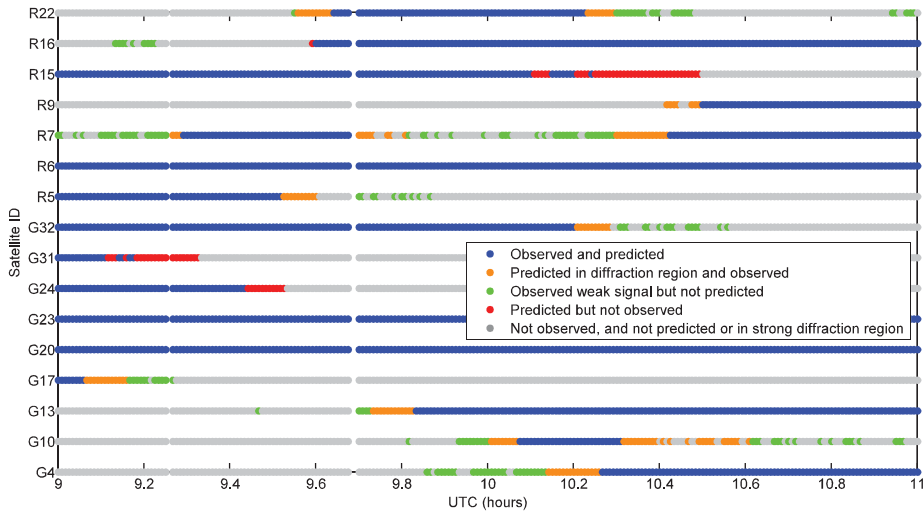 R22
R16
R15
R9
R7
R6
R5
G32
G31
G24
G23
G20
G17
G13
G10
G4
Satellite ID
Observed and predicted
Predicted in diffraction region and observed
Observed weak signal but not predicted
Predicted but not observed
Not observed, and not predicted or in strong diffraction region
9 9.2 9.4 9.6 9.8 10 10.2 10.4 10.6 10.8 11
UTC (hours)